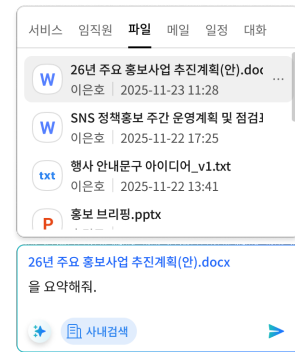 서비스 임직원 파일 메일 일정 대화
W 26년 주요 홍보사업 추진계획(안).doc ...
이은호 | 2025-11-23 11:28
W SNS 정책홍보 주간 운영계획 및 점검
이은호 | 2025-11-22 17:25
txt 행사 안내문구 아이디어_v1.txt
이은호 | 2025-11-22 13:41
P 홍보 브리핑.pptx
26년 주요 홍보사업 추진계획(안).docx
을 요약해줘.
사내검색